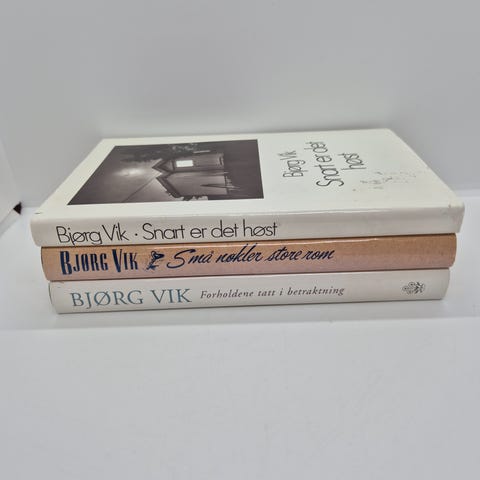 Bjørg Vik
Snart er det
høst
Bjørg Vik · Snart er det høst
BJØRG VIK Små nøkler store rom
BJØRG VIK Forholdene tatt i betraktning